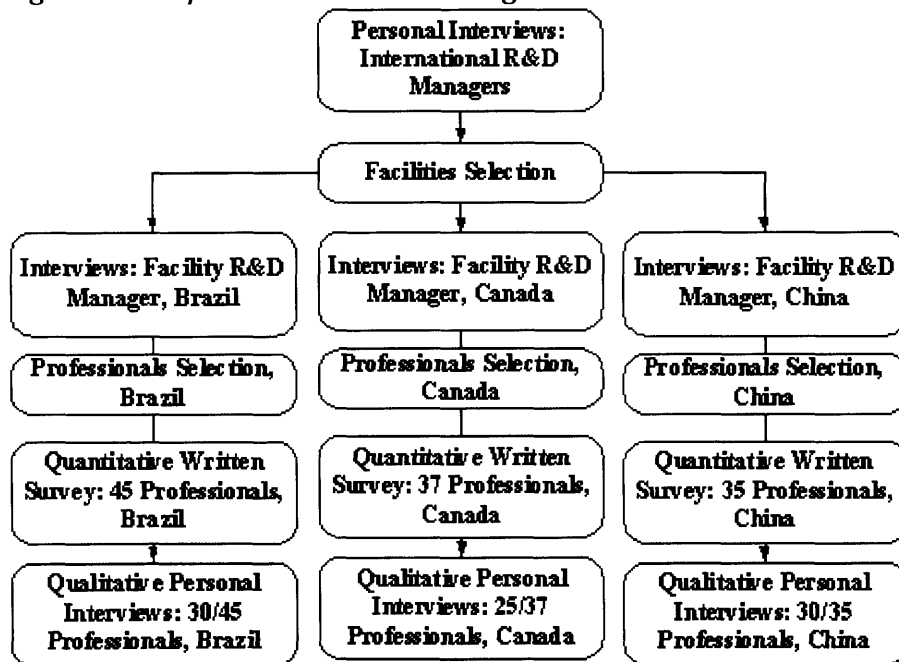 Personal Interviews:
International R&D
Managers
Facilities Selection
Interviews: Facility R&D
Manager, Brazil
Interviews: Facility R&D
Manager, Canada
Interviews: Facility R&D
Manager, China
Professionals Selection,
Brazil
Professionals Selection,
Canada
Professionals Selection,
China
Quantitative Written
Survey: 45 Professionals,
Brazil
Quantitative Written
Survey: 37 Professionals,
Canada
Quantitative Written
Survey: 35 Professionals,
China
Qualitative Personal
Interviews: 30/45
Professionals, Brazil
Qualitative Personal
Interviews: 25/37
Professionals, Canada
Qualitative Personal
Interviews: 30/35
Professionals, China